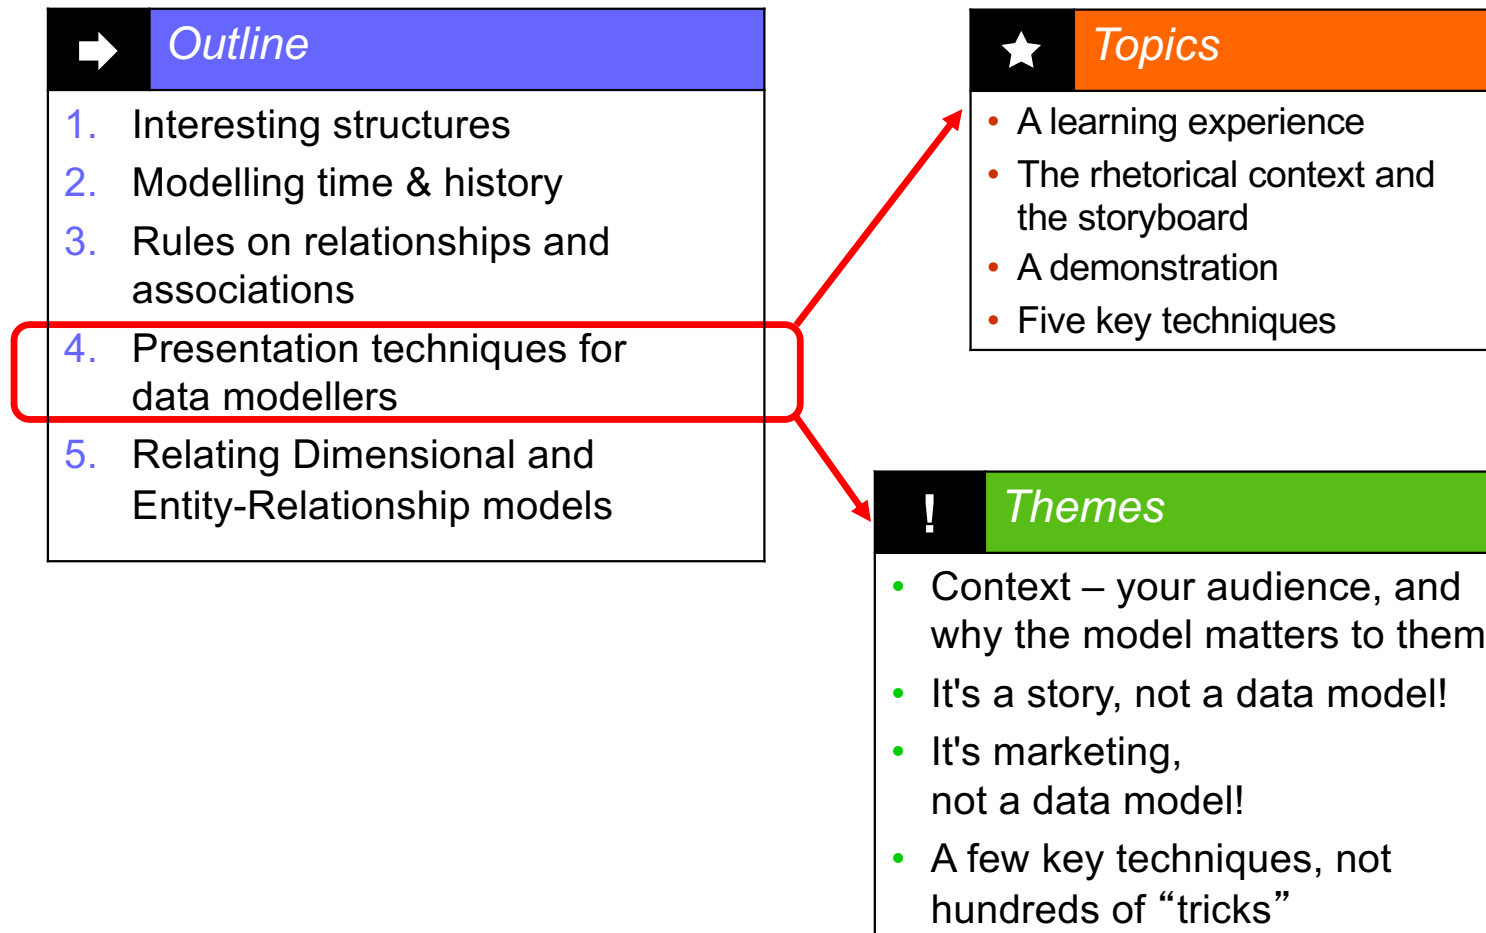 Outline
1. Interesting structures
2. Modelling time & history
3. Rules on relationships and
associations
4. Presentation techniques for
data modellers
5. Relating Dimensional and
Entity-Relationship models
Topics
• A learning experience
• The rhetorical context and
the storyboard
• A demonstration
• Five key techniques
! Themes
• Context – your audience, and
why the model matters to them
• It's a story, not a data model!
• It's marketing,
not a data model!
• A few key techniques, not
hundreds of “tricks”